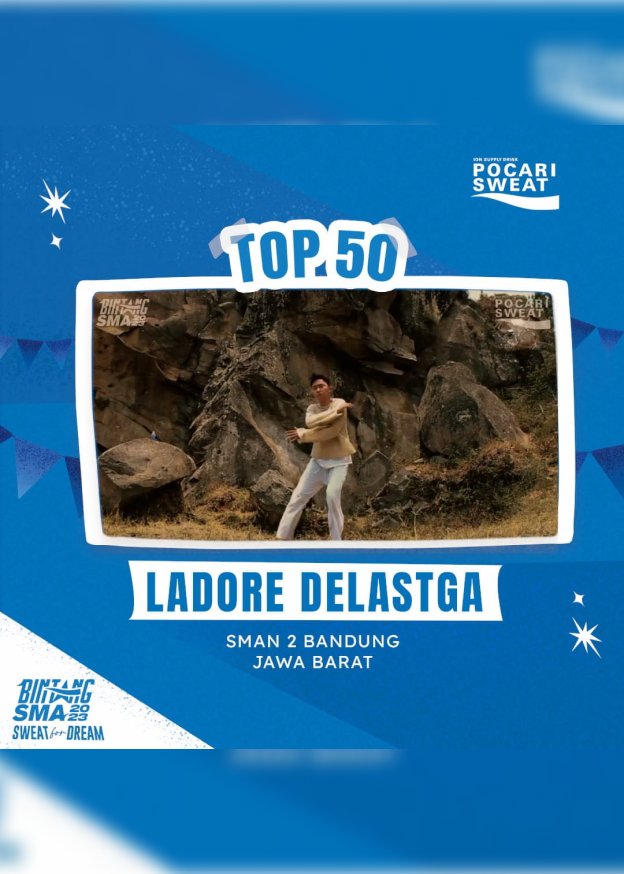 ION SUPPLY DRINK
POCARI
SWEAT
TOP 50
BINTANG
SMA 2023
POCARI
SWEAT
LADORE DELASTGA
SMAN 2 BANDUNG
JAWA BARAT
BINTANG
SMA 2023
SWEAT for DREAM